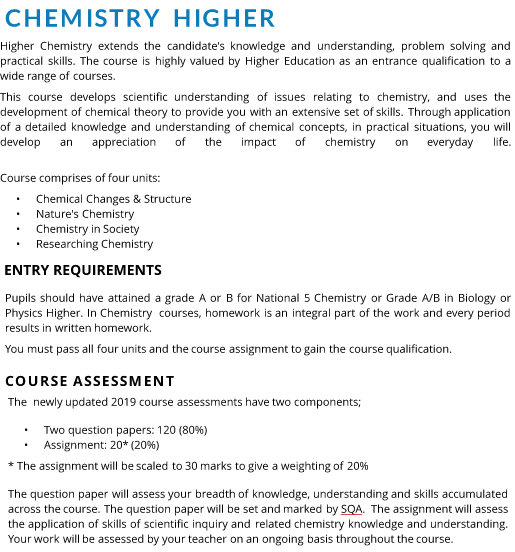 CHEMISTRY HIGHER
Higher Chemistry extends the candidate's knowledge and understanding, problem solving and
practical skills. The course is highly valued by Higher Education as an entrance qualification to a
wide range of courses.
This course develops scientific understanding of issues relating to chemistry, and uses the
development of chemical theory to provide you with an extensive set of skills. Through application
of a detailed knowledge and understanding of chemical concepts, in practical situations, you will
develop an appreciation of the impact of chemistry on everyday life.
Course comprises of four units:
• Chemical Changes & Structure
• Nature's Chemistry
• Chemistry in Society
• Researching Chemistry
ENTRY REQUIREMENTS
Pupils should have attained a grade A or B for National 5 Chemistry or Grade A/B in Biology or
Physics Higher. In Chemistry courses, homework is an integral part of the work and every period
results in written homework.
You must pass all four units and the course assignment to gain the course qualification.
COURSE ASSESSMENT
The newly updated 2019 course assessments have two components;
• Two question papers: 120 (80%)
• Assignment: 20* (20%)
* The assignment will be scaled to 30 marks to give a weighting of 20%
The question paper will assess your breadth of knowledge, understanding and skills accumulated
across the course. The question paper will be set and marked by SQA. The assignment will assess
the application of skills of scientific inquiry and related chemistry knowledge and understanding.
Your work will be assessed by your teacher on an ongoing basis throughout the course.